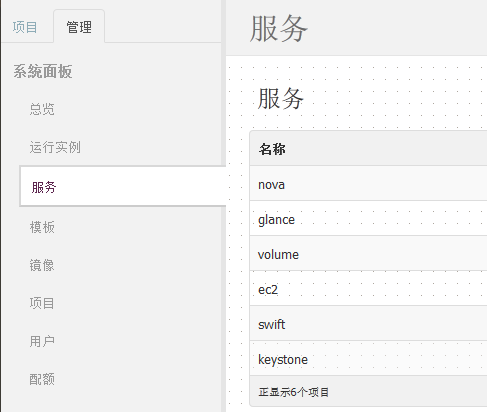 项目 管理
系統面板
总览
运行实例
服务
模板
镜像
项目
用户
配额
服务
服务
名称
nova
glance
volume
ec2
swift
keystone
正显示6个项目